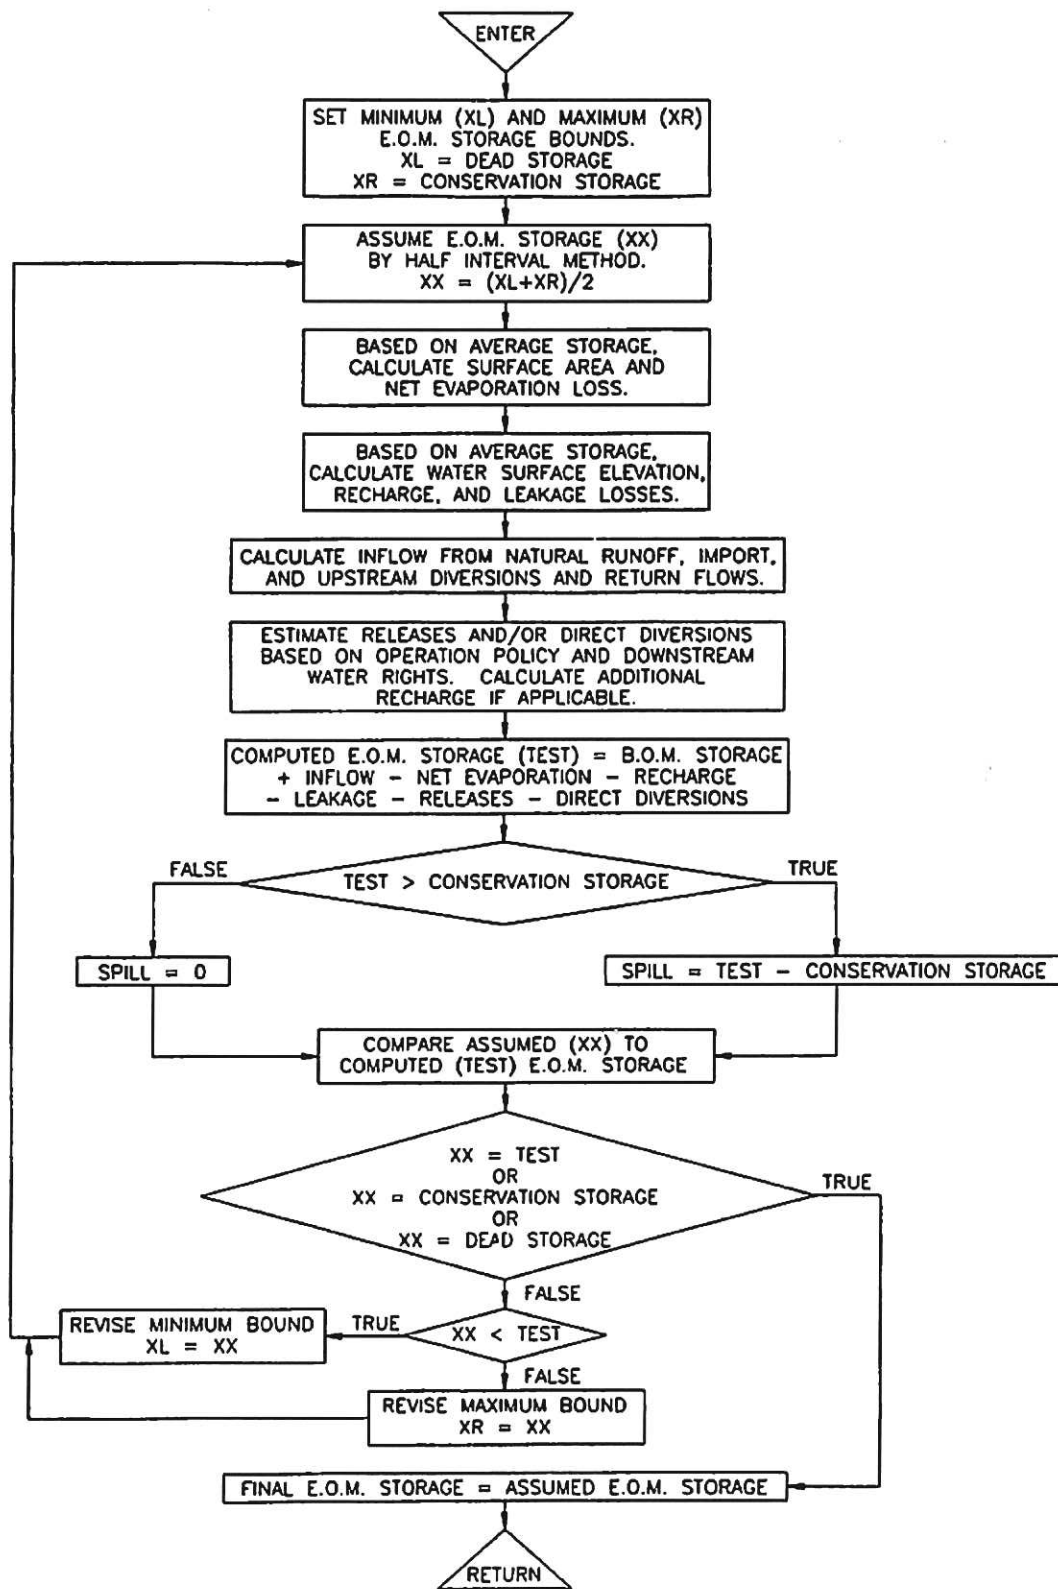 ENTER
SET MINIMUM (XL) AND MAXIMUM (XR)
E.O.M. STORAGE BOUNDS.
XL = DEAD STORAGE
XR = CONSERVATION STORAGE
ASSUME E.O.M. STORAGE (XX)
BY HALF INTERVAL METHOD.
XX = (XL+XR)/2
BASED ON AVERAGE STORAGE,
CALCULATE SURFACE AREA AND
NET EVAPORATION LOSS.
BASED ON AVERAGE STORAGE,
CALCULATE WATER SURFACE ELEVATION,
RECHARGE, AND LEAKAGE LOSSES.
CALCULATE INFLOW FROM NATURAL RUNOFF, IMPORT,
AND UPSTREAM DIVERSIONS AND RETURN FLOWS.
ESTIMATE RELEASES AND/OR DIRECT DIVERSIONS
BASED ON OPERATION POLICY AND DOWNSTREAM
WATER RIGHTS. CALCULATE ADDITIONAL
RECHARGE IF APPLICABLE.
COMPUTED E.O.M. STORAGE (TEST) = B.O.M. STORAGE
+ INFLOW − NET EVAPORATION − RECHARGE
− LEAKAGE − RELEASES − DIRECT DIVERSIONS
FALSE
TEST > CONSERVATION STORAGE
TRUE
SPILL = 0
SPILL = TEST − CONSERVATION STORAGE
COMPARE ASSUMED (XX) TO
COMPUTED (TEST) E.O.M. STORAGE
XX = TEST
OR
XX = CONSERVATION STORAGE
OR
XX = DEAD STORAGE
TRUE
FALSE
REVISE MINIMUM BOUND
XL = XX
TRUE
XX < TEST
FALSE
REVISE MAXIMUM BOUND
XR = XX
FINAL E.O.M. STORAGE = ASSUMED E.O.M. STORAGE
RETURN